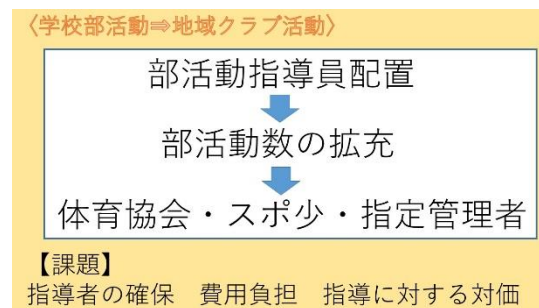 〈学校部活動⇒地域クラブ活動〉
部活動指導員配置
部活動数の拡充
体育協会・スポ少・指定管理者
【課題】
指導者の確保　費用負担　指導に対する対価